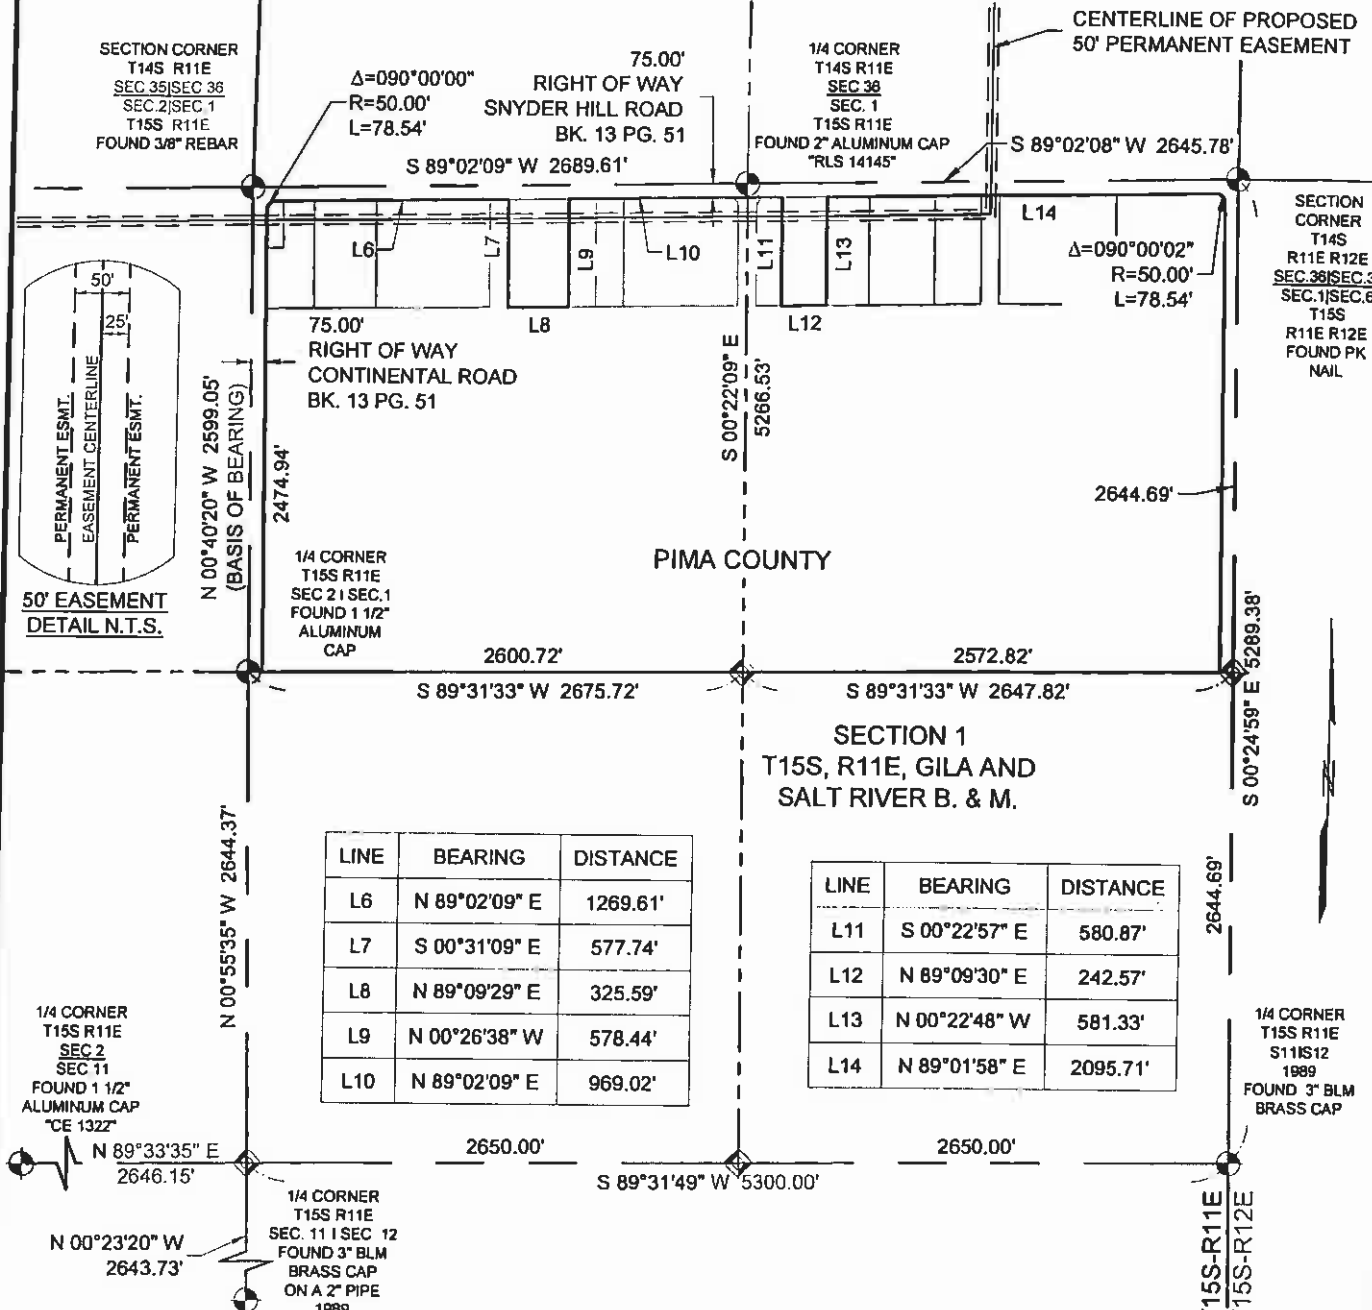 CENTERLINE OF PROPOSED
50' PERMANENT EASEMENT
SECTION CORNER
T14S R11E
SEC 35|SEC 36
SEC.2|SEC 1
T15S R11E
FOUND 3/8" REBAR
Δ=090°00'00"
R=50.00'
L=78.54'
75.00'
RIGHT OF WAY
SNYDER HILL ROAD
BK. 13 PG. 51
1/4 CORNER
T14S R11E
SEC 36
SEC. 1
T15S R11E
FOUND 2" ALUMINUM CAP
"RLS 14145"
S 89°02'09" W 2689.61'
S 89°02'08" W 2645.78'
SECTION
CORNER
T14S
R11E R12E
SEC.36|SEC.3
SEC.1|SEC.6
T15S
R11E R12E
FOUND PK
NAIL
L6
L7
L8
L9
L10
L11
L12
L13
L14
Δ=090°00'02"
R=50.00'
L=78.54'
50'
25
PERMANENT ESMT.
EASEMENT CENTERLINE
PERMANENT ESMT.
50' EASEMENT
DETAIL N.T.S.
75.00'
RIGHT OF WAY
CONTINENTAL ROAD
BK. 13 PG. 51
N 00°40'20" W 2599.05'
(BASIS OF BEARING)
2474.94'
S 00°22'09" E
5266.53'
2644.69'
PIMA COUNTY
1/4 CORNER
T15S R11E
SEC 2 I SEC.1
FOUND 1 1/2"
ALUMINUM
CAP
2600.72'
2572.82'
S 89°31'33" W 2675.72'
S 89°31'33" W 2647.82'
S 00°24'59" E 5289.38'
N
SECTION 1
T15S, R11E, GILA AND
SALT RIVER B. & M.
N 00°55'35" W 2644.37'
2644.69'
LINE BEARING DISTANCE
L6 N 89°02'09" E 1269.61'
L7 S 00°31'09" E 577.74'
L8 N 89°09'29" E 325.59'
L9 N 00°26'38" W 578.44'
L10 N 89°02'09" E 969.02'
LINE BEARING DISTANCE
L11 S 00°22'57" E 580.87'
L12 N 89°09'30" E 242.57'
L13 N 00°22'48" W 581.33'
L14 N 89°01'58" E 2095.71'
1/4 CORNER
T15S R11E
SEC 2
SEC 11
FOUND 1 1/2"
ALUMINUM CAP
"CE 1322"
1/4 CORNER
T15S R11E
S11|S12
1989
FOUND 3" BLM
BRASS CAP
N 89°33'35" E
2646.15'
2650.00'
2650.00'
S 89°31'49" W 5300.00'
1/4 CORNER
T15S R11E
SEC. 11 I SEC 12
FOUND 3" BLM
BRASS CAP
ON A 2" PIPE
1989
N 00°23'20" W
2643.73'
T15S-R11E
15S-R12E